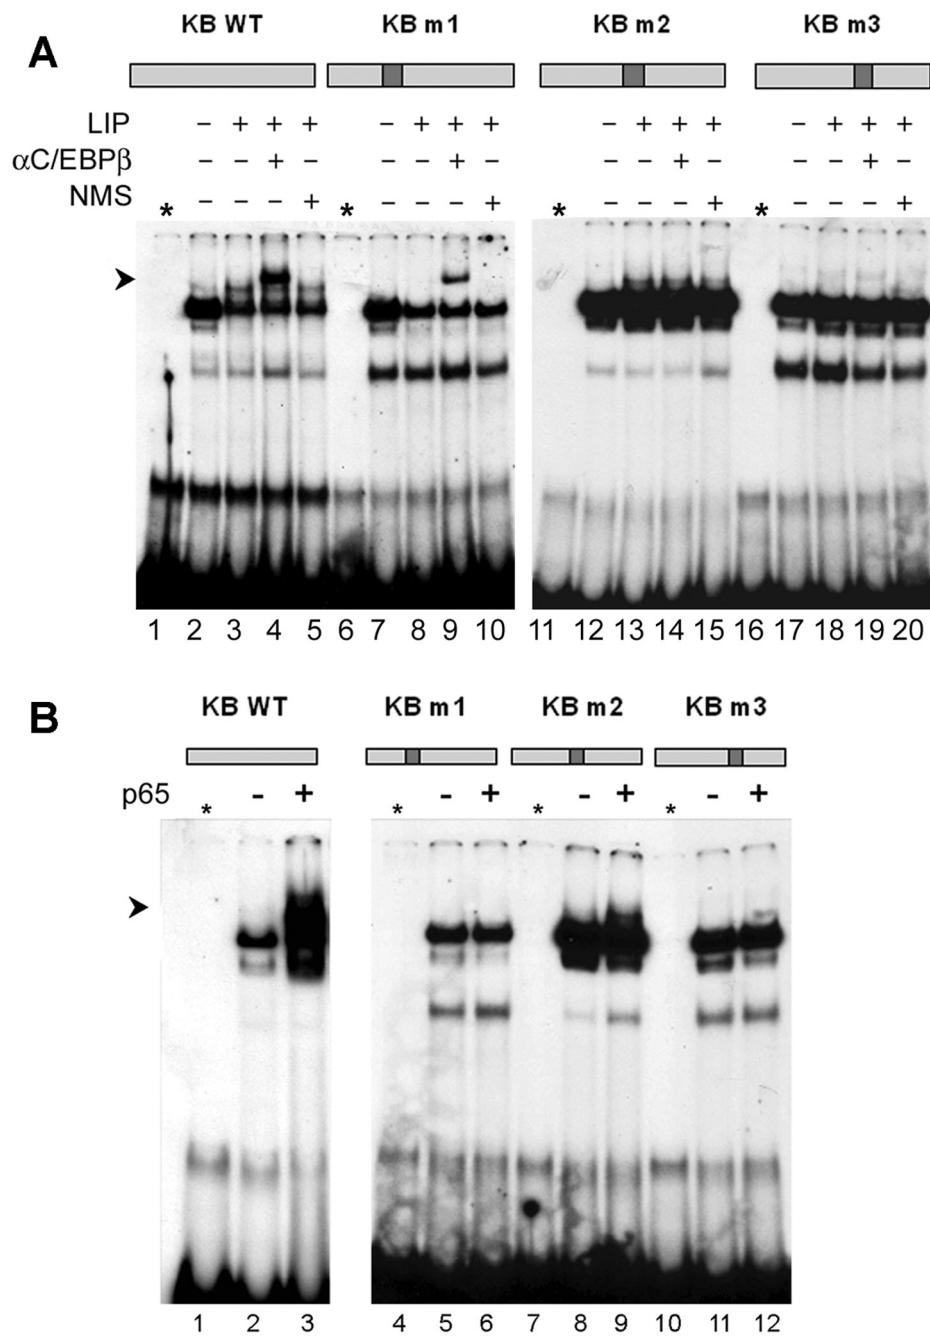 A
KB WT KB m1 KB m2 KB m3
LIP − + + + − + + + − + + + − + + +
αC/EBPβ − − + − − − + − − − + − − − + −
NMS * − − − + * − − − + * − − − + * − − − +
1 2 3 4 5 6 7 8 9 10 11 12 13 14 15 16 17 18 19 20
B
KB WT KB m1 KB m2 KB m3
p65 * - + * - + * - + * - +
1 2 3 4 5 6 7 8 9 10 11 12